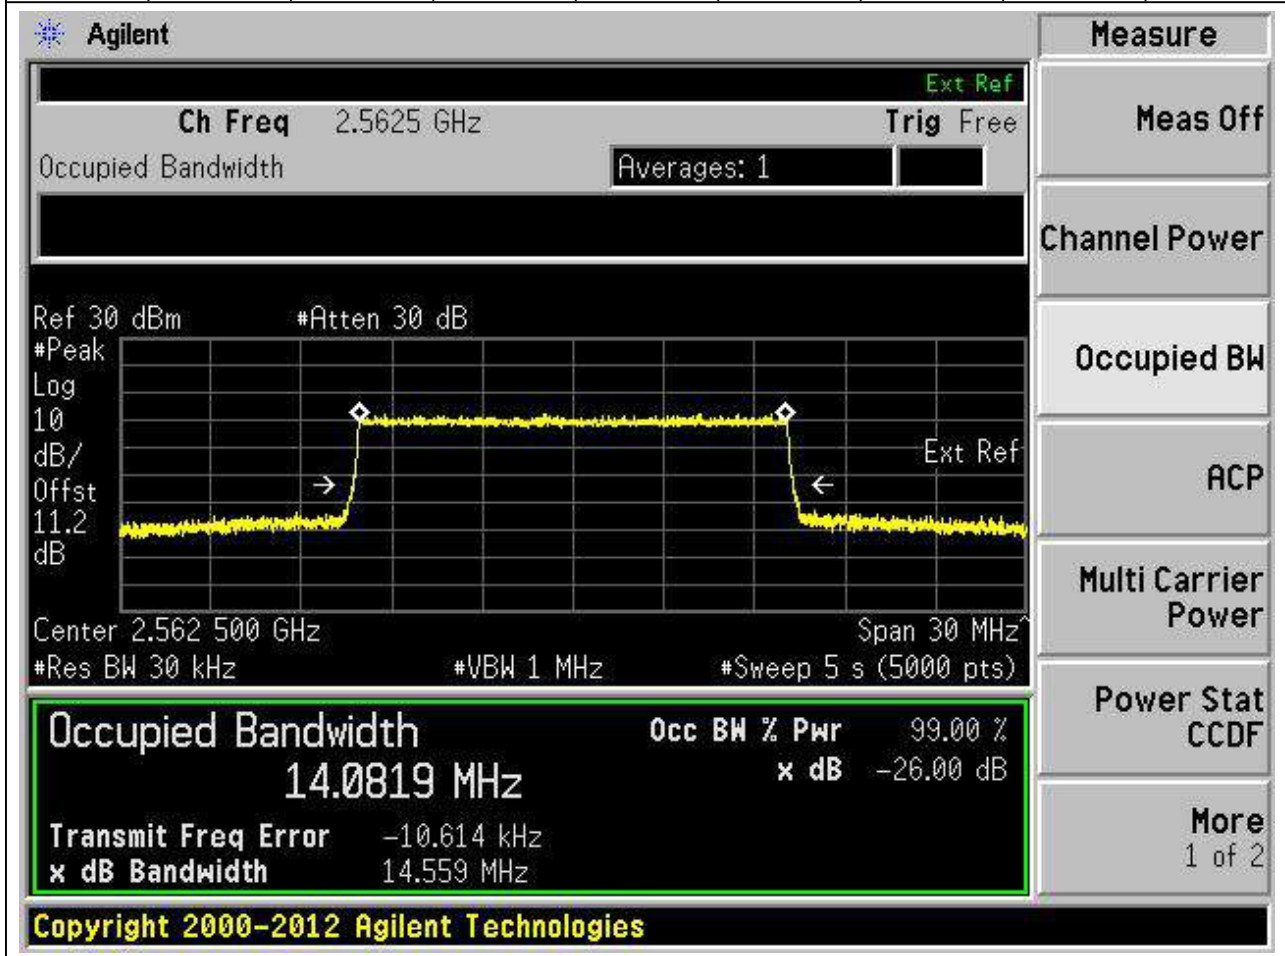 Agilent
Measure
Ext Ref
Ch Freq 2.5625 GHz Trig Free
Meas Off
Occupied Bandwidth Averages: 1
Channel Power
Ref 30 dBm #Atten 30 dB
#Peak
Log
10
dB/
Offst
11.2
dB
Ext Ref
Occupied BW
ACP
Center 2.562 500 GHz Span 30 MHz^
#Res BW 30 kHz #VBW 1 MHz #Sweep 5 s (5000 pts)
Multi Carrier
Power
Occupied Bandwidth Occ BW % Pwr 99.00 %
14.0819 MHz x dB -26.00 dB
Transmit Freq Error -10.614 kHz
x dB Bandwidth 14.559 MHz
Power Stat
CCDF
More
1 of 2
Copyright 2000-2012 Agilent Technologies